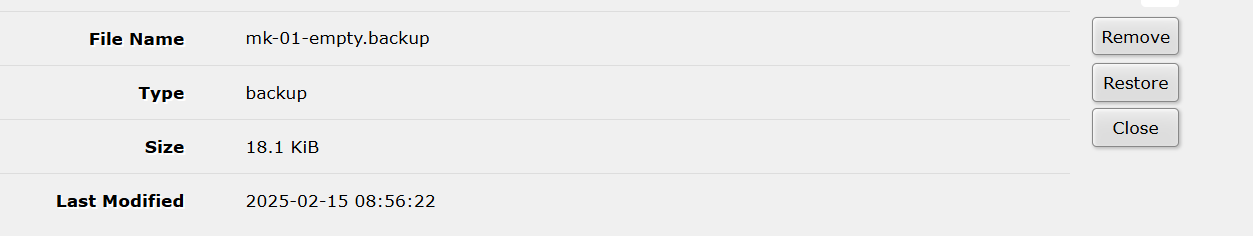 File Name mk-01-empty.backup
Remove
Type backup
Restore
Close
Size 18.1 KiB
Last Modified 2025-02-15 08:56:22